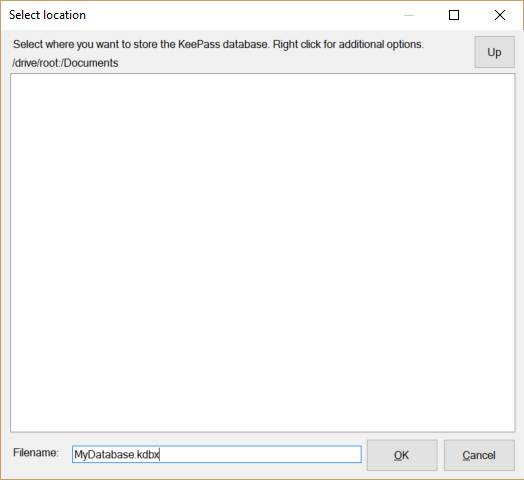 Select location
Select where you want to store the KeePass database. Right click for additional options.
Up
/drive/root:/Documents
Filename:
MyDatabase.kdbx
OK
Cancel